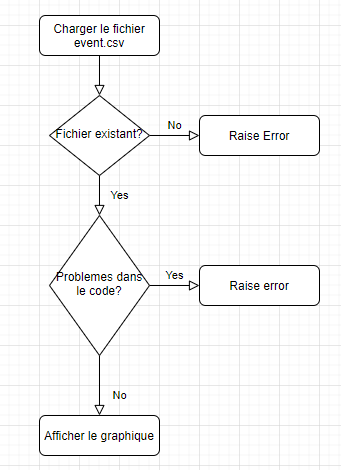 Charger le fichier
event.csv
Fichier existant?
No
Raise Error
Yes
Problemes dans
le code?
Yes
Raise error
No
Afficher le graphique